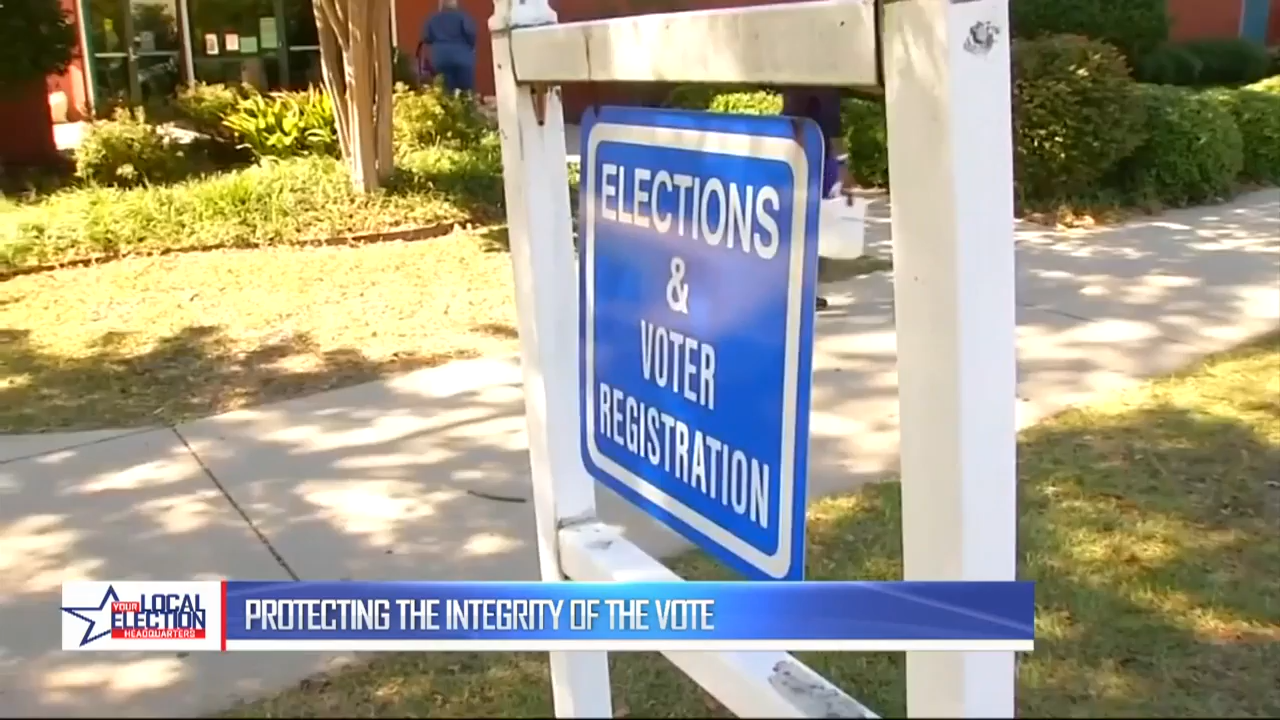 ELECTIONS
&
VOTER
REGISTRATION
YOUR LOCAL
ELECTION
HEADQUARTERS
PROTECTING THE INTEGRITY OF THE VOTE